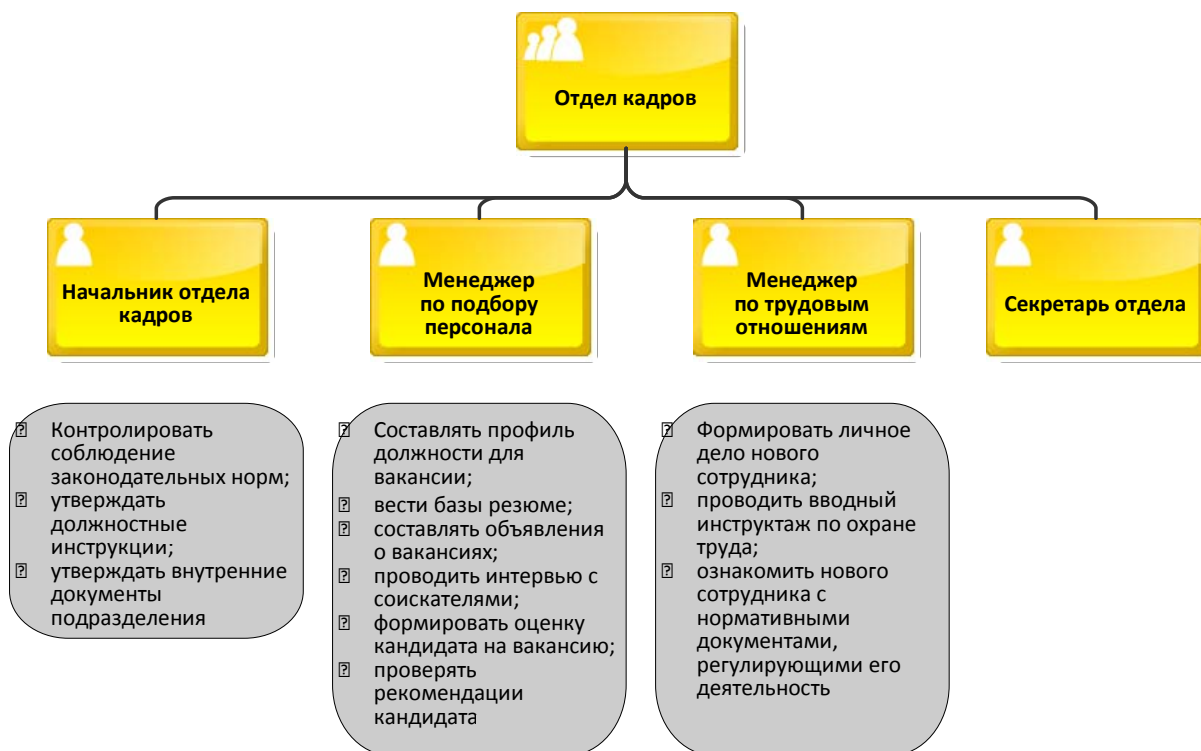 Отдел кадров
Начальник отдела
кадров
Менеджер
по подбору
персонала
Менеджер
по трудовым
отношениям
Секретарь отдела
Контролировать
соблюдение
законодательных норм;
утверждать
должностные
инструкции;
утверждать внутренние
документы
подразделения
Составлять профиль
должности для
вакансии;
вести базы резюме;
составлять объявления
о вакансиях;
проводить интервью с
соискателями;
формировать оценку
кандидата на вакансию;
проверять
рекомендации
кандидата
Формировать личное
дело нового
сотрудника;
проводить вводный
инструктаж по охране
труда;
ознакомить нового
сотрудника с
нормативными
документами,
регулирующими его
деятельность